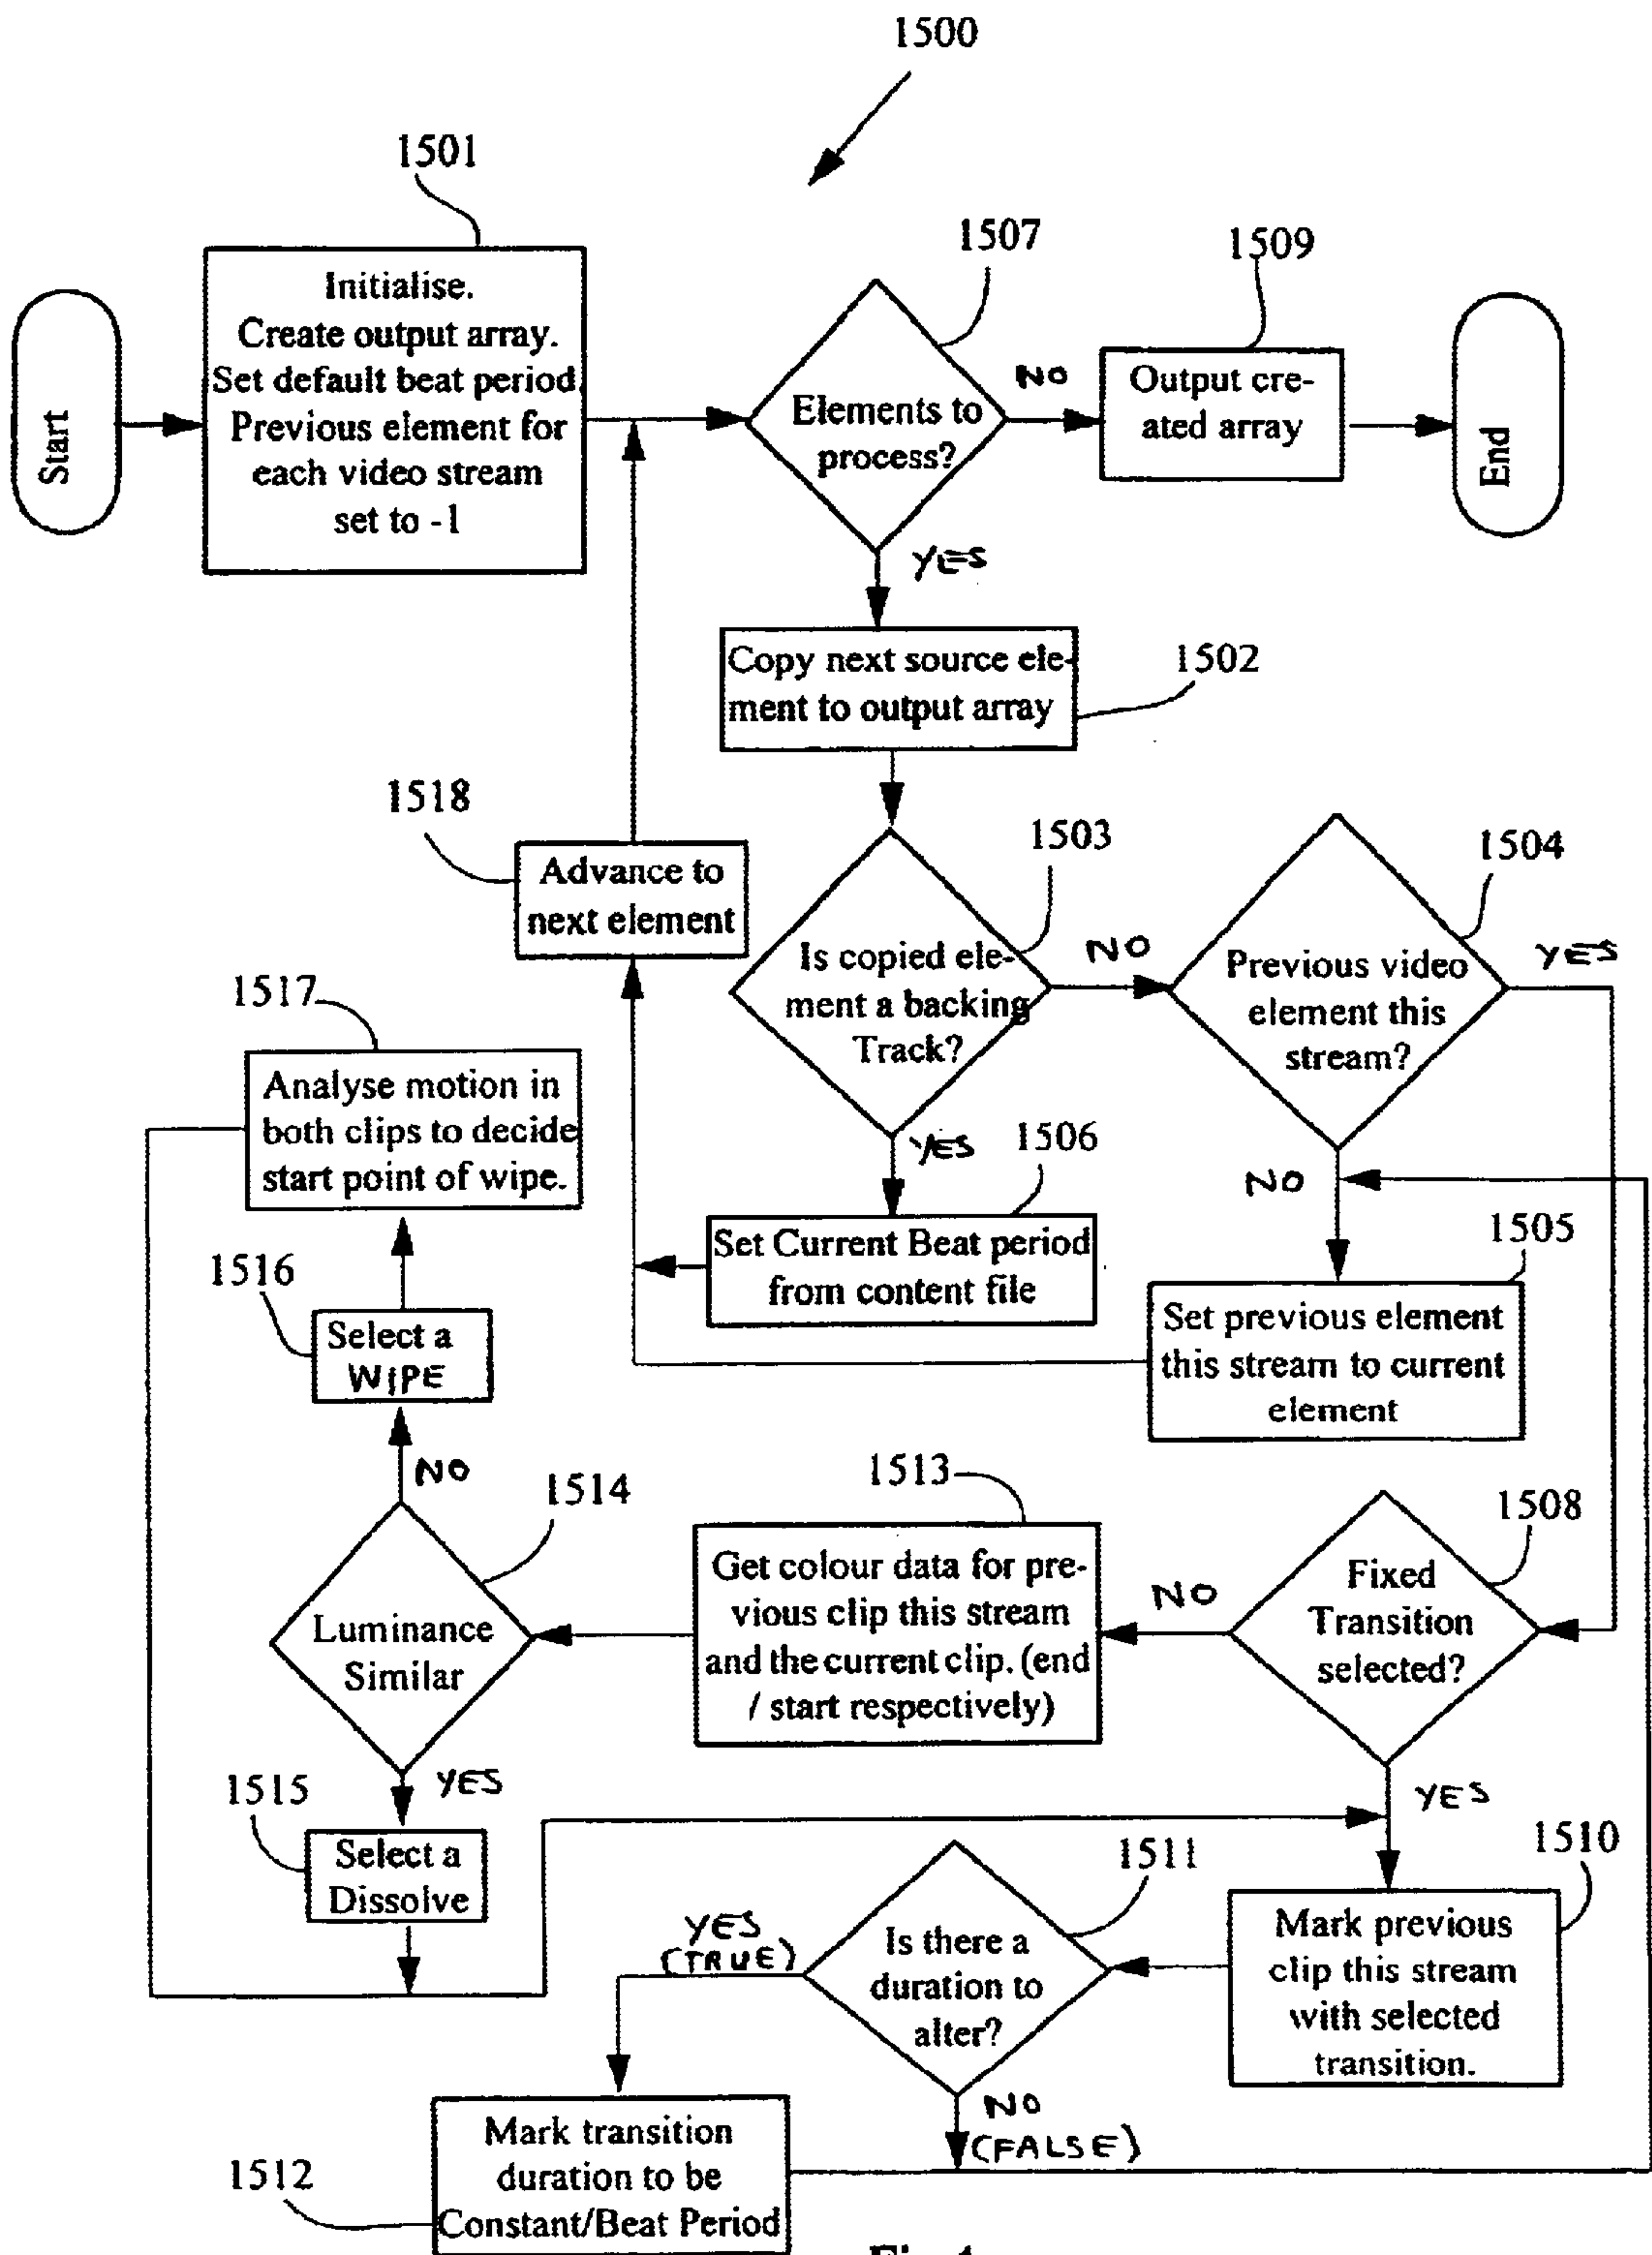 1500
1501
Initialise.
Create output array.
Set default beat period
Previous element for
each video stream
set to -1
Start
1507
Elements to
process?
NO
YES
1509
Output cre-
ated array
End
Copy next source ele-
ment to output array
1502
1518
Advance to
next element
1503
Is copied ele-
ment a backing
Track?
NO
YES
1504
Previous video
element this
stream?
YES
NO
1517
Analyse motion in
both clips to decide
start point of wipe.
1506
Set Current Beat period
from content file
1505
Set previous element
this stream to current
element
1516
Select a
WIPE
NO
1514
Luminance
Similar
YES
1513
Get colour data for pre-
vious clip this stream
and the current clip. (end
/ start respectively)
NO
1508
Fixed
Transition
selected?
YES
1515
Select a
Dissolve
1511
Is there a
duration to
alter?
YES
(TRUE)
NO
(FALSE)
1510
Mark previous
clip this stream
with selected
transition.
1512
Mark transition
duration to be
Constant/Beat Period